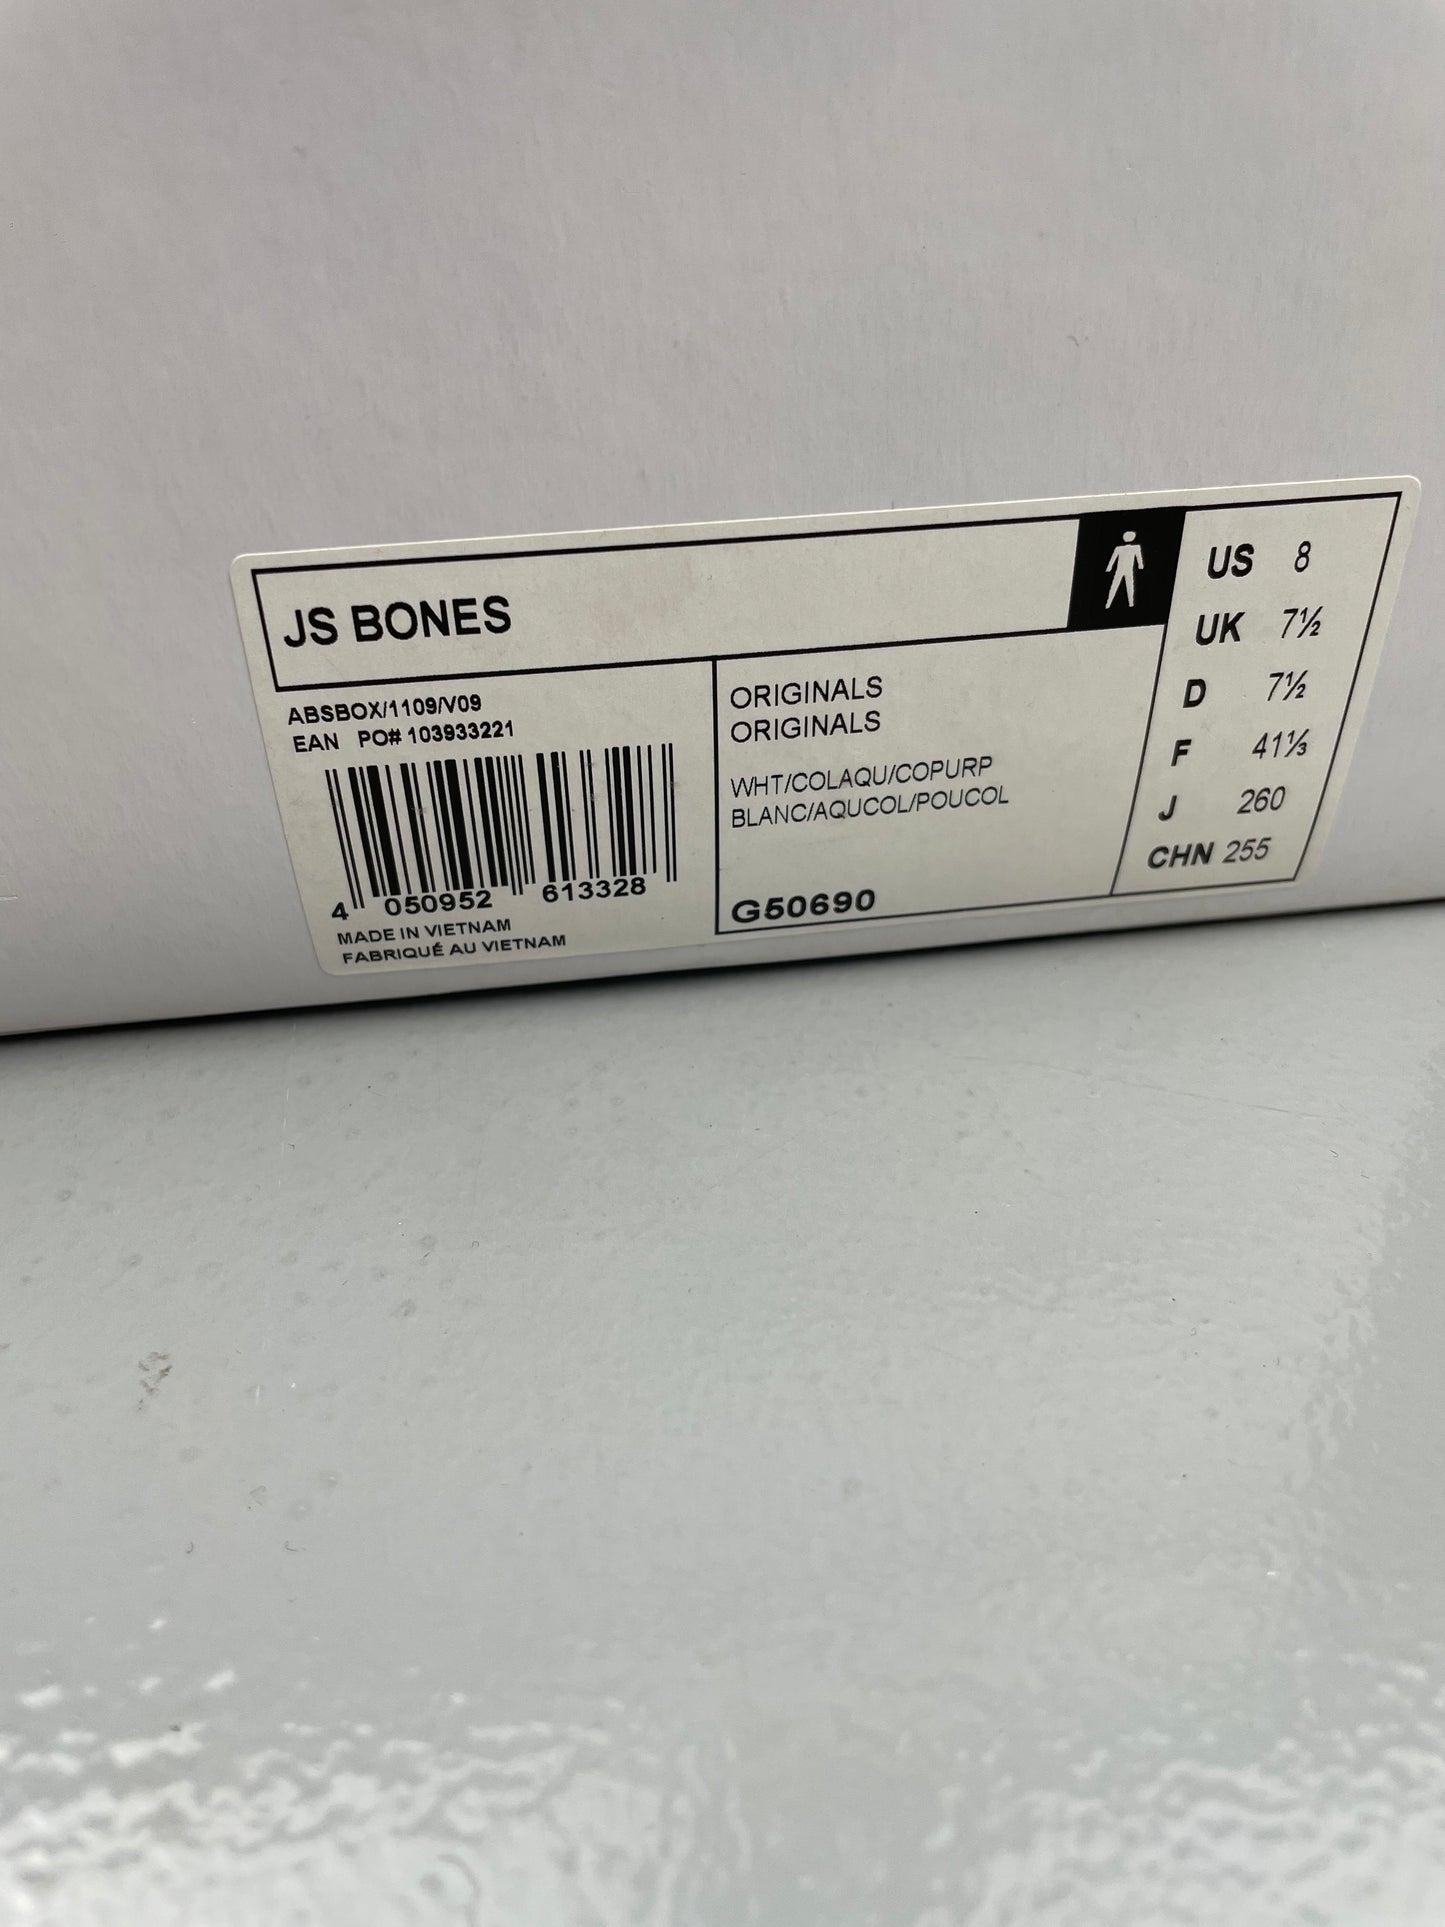 JS BONES
ABSBOX/1109/V09
EAN PO# 103933221
4 050952 613328
MADE IN VIETNAM
FABRIQUÉ AU VIETNAM
ORIGINALS
ORIGINALS
WHT/COLAQU/COPURP
BLANC/AQUCOL/POUCOL
G50690
US 8
UK 7½
D 7½
F 41⅓
J 260
CHN 255